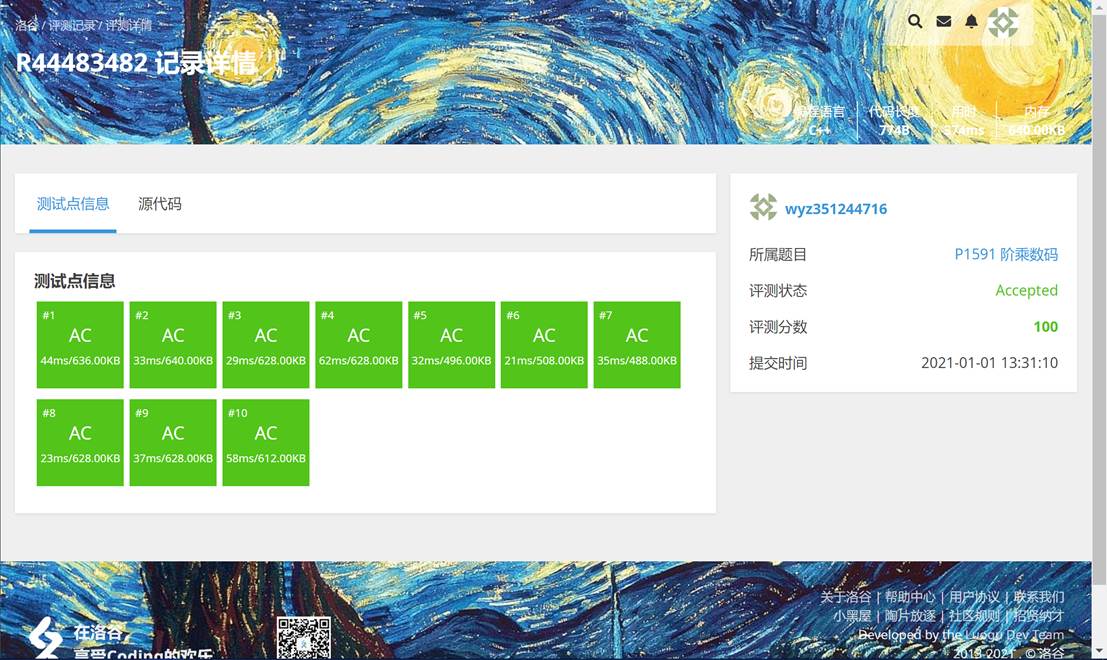 洛谷 / 评测记录 / 评测详情
R44483482 记录详情
编程语言 代码长度 用时 内存
C++ 774B 374ms 640.00KB
测试点信息 源代码
wyz351244716
所属题目 P1591 阶乘数码
评测状态 Accepted
评测分数 100
提交时间 2021-01-01 13:31:10
测试点信息
#1 #2 #3 #4 #5 #6 #7
AC AC AC AC AC AC AC
44ms/636.00KB 33ms/640.00KB 29ms/628.00KB 62ms/628.00KB 32ms/496.00KB 21ms/508.00KB 35ms/488.00KB
#8 #9 #10
AC AC AC
23ms/628.00KB 37ms/628.00KB 58ms/612.00KB
关于洛谷 | 帮助中心 | 用户协议 | 联系我们
小黑屋 | 陶片放逐 | 社区规则 | 招贤纳才
Developed by the Luogu Dev Team
2013-2021 , © 洛谷
在洛谷,
享受Coding的欢乐